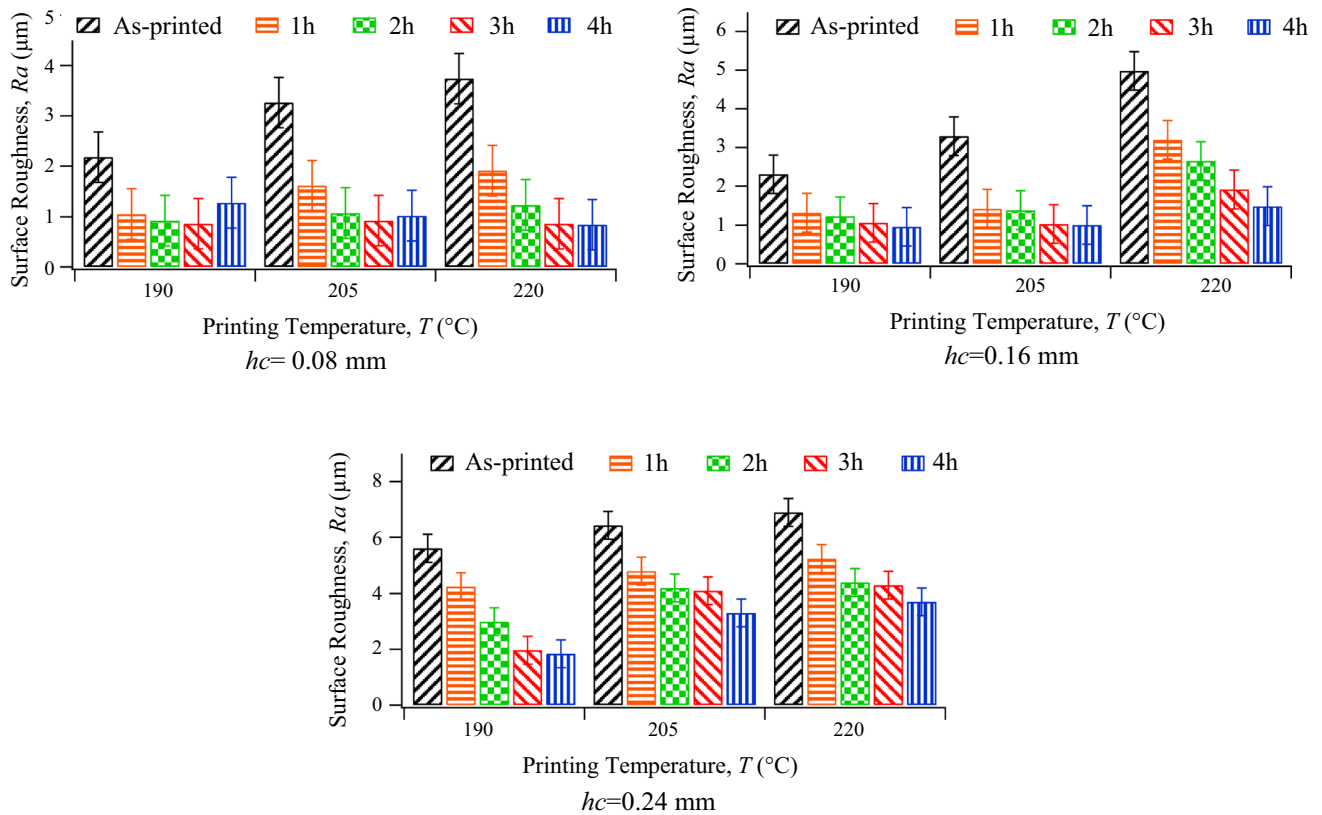 As-printed 1h 2h 3h 4h
Surface Roughness, Ra (µm)
5
4
3
2
1
0
190 205 220
Printing Temperature, T (°C)
hc= 0.08 mm
As-printed 1h 2h 3h 4h
Surface Roughness, Ra (µm)
6
5
4
3
2
1
0
190 205 220
Printing Temperature, T (°C)
hc=0.16 mm
As-printed 1h 2h 3h 4h
Surface Roughness, Ra (µm)
8
6
4
2
0
190 205 220
Printing Temperature, T (°C)
hc=0.24 mm